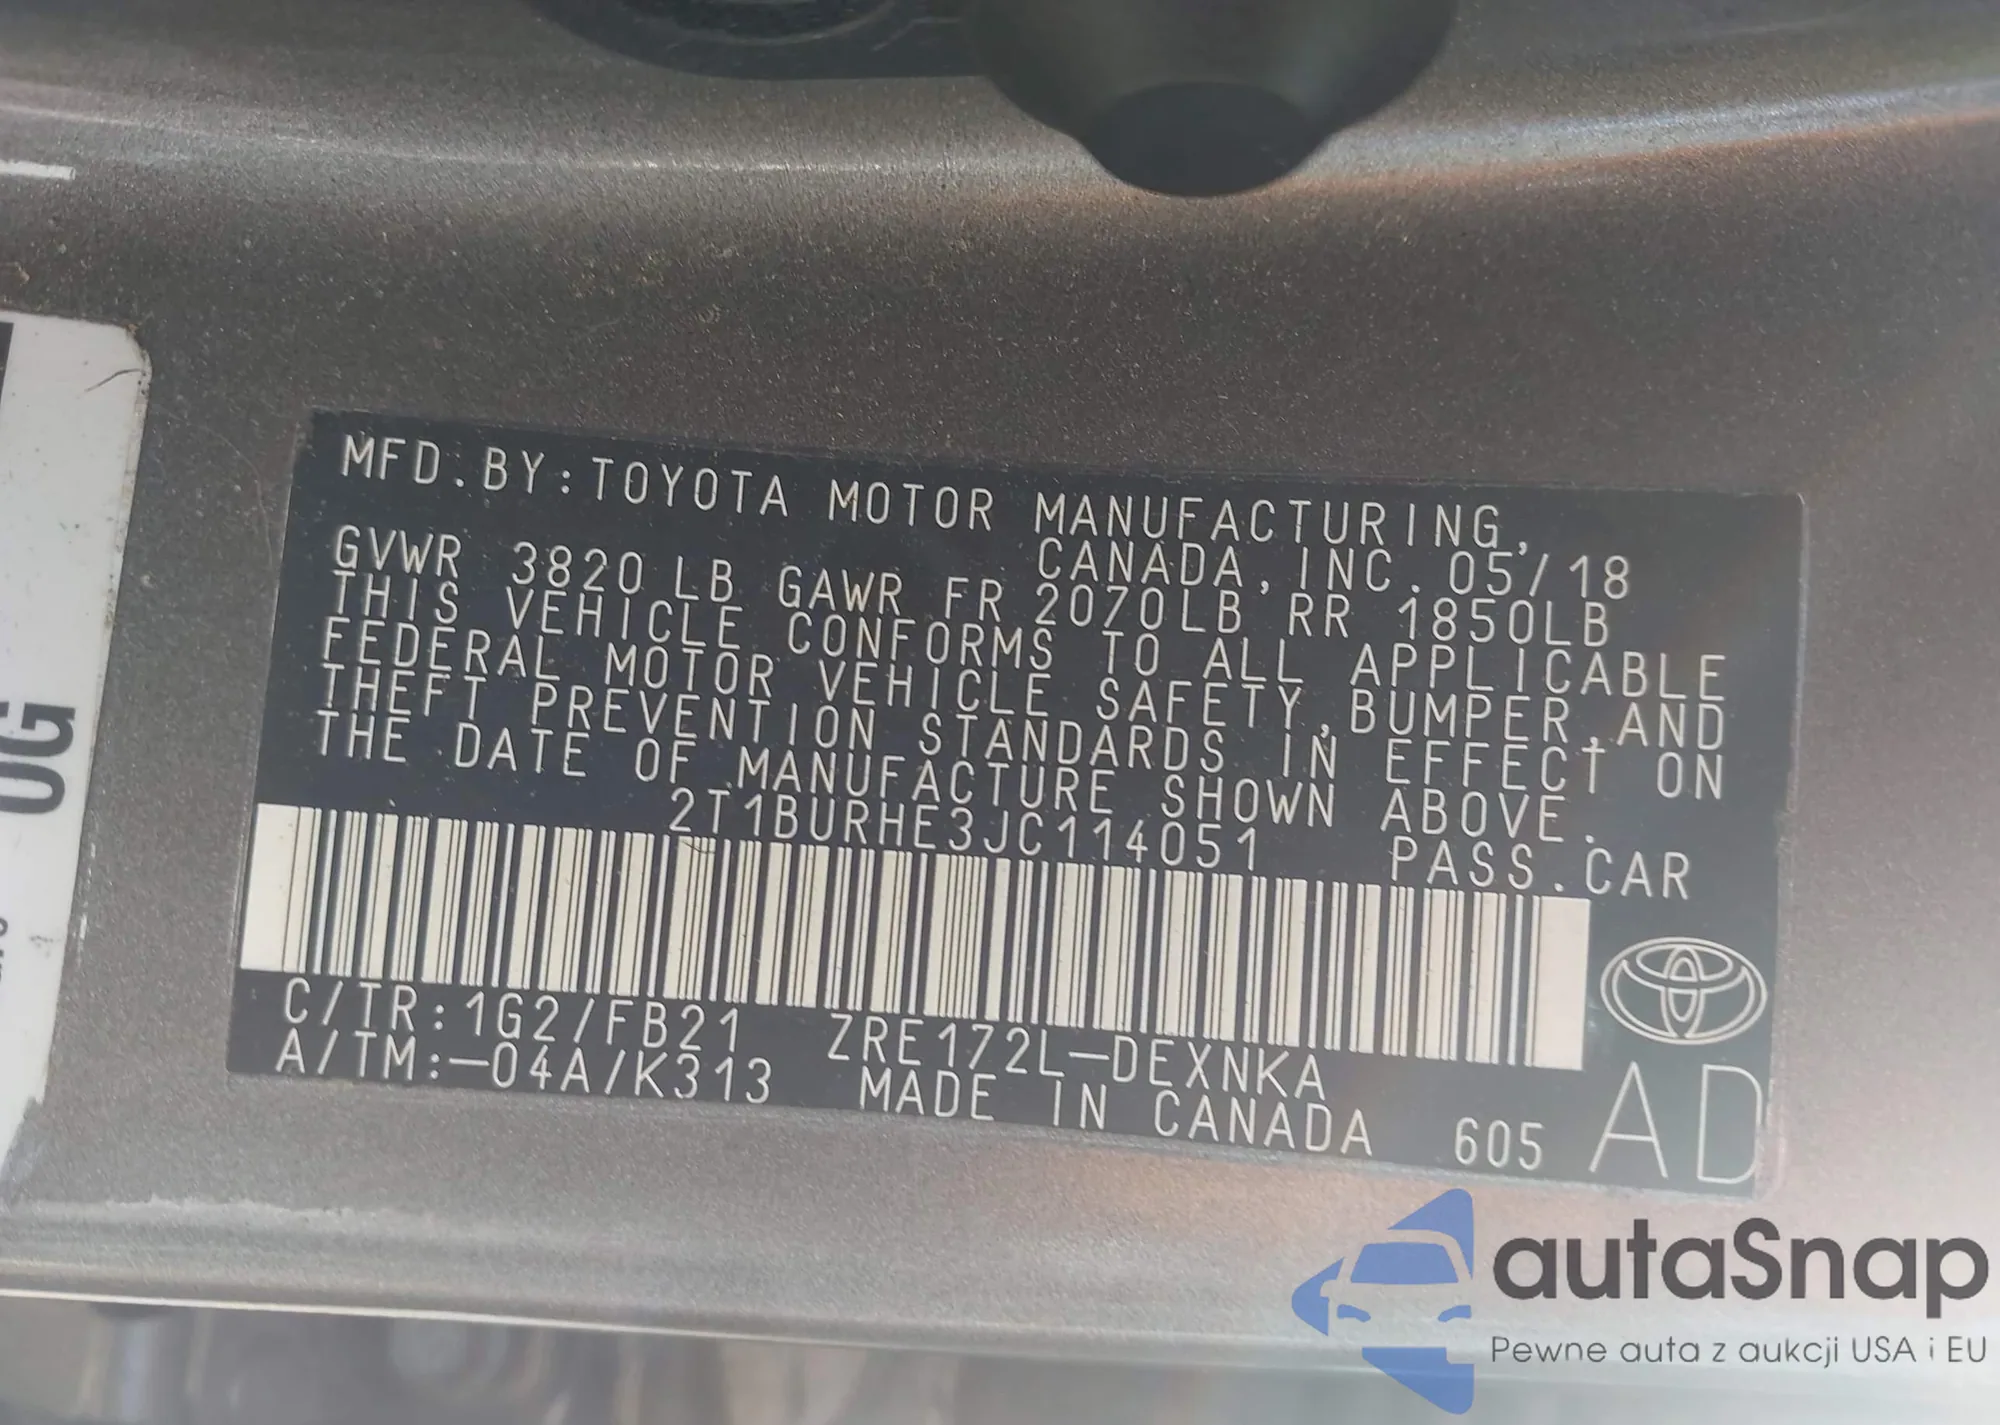 MFD.BY:TOYOTA MOTOR MANUFACTURING,
CANADA,INC. 05/18
GVWR 3820 LB GAWR FR 2070LB RR 1850LB
THIS VEHICLE CONFORMS TO ALL APPLICABLE
FEDERAL MOTOR VEHICLE SAFETY,BUMPER,AND
THEFT PREVENTION STANDARDS IN EFFECT ON
THE DATE OF MANUFACTURE SHOWN ABOVE.
2T1BURHE3JC114051 PASS.CAR
C/TR:1G2/FB21 ZRE172L-DEXNKA
A/TM:-04A/K313 MADE IN CANADA 605 AD
OG
autaSnap
Pewne auta z aukcji USA i EU